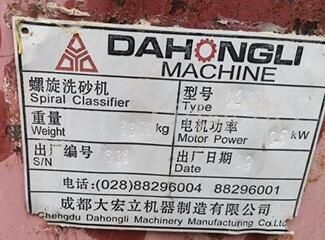 DAHONGLI
MACHINE
螺旋洗砂机 型号
Spiral Classifier Type
重量 电机功率
Weight kg Motor Power kW
出厂编号 出厂日期
S/N Date
电话:(028)88296004 88296001
成都大宏立机器制造有限公司
Chengdu Dahongli Machinery Manufacturing Co.,Ltd